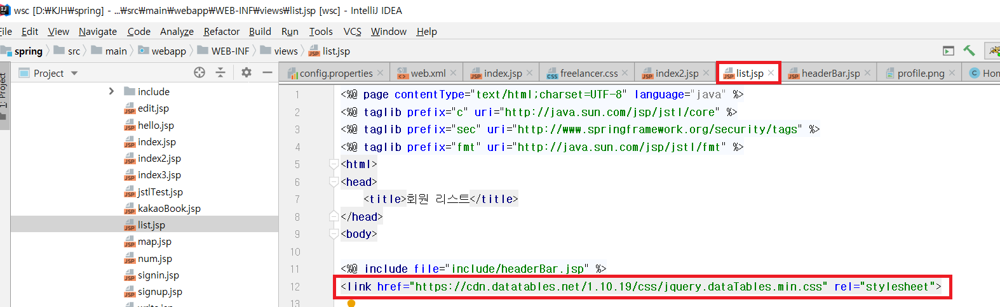 wsc [D:₩KJH₩spring] - ...₩src₩main₩webapp₩WEB-INF₩views₩list.jsp [wsc] - IntelliJ IDEA
File Edit View Navigate Code Analyze Refactor Build Run Tools VCS Window Help
spring src main webapp WEB-INF views list.jsp
1: Project
Project
config.properties web.xml index.jsp freelancer.css index2.jsp list.jsp headerBar.jsp profile.png Hom
include
edit.jsp
hello.jsp
index.jsp
index2.jsp
index3.jsp
jstlTest.jsp
kakaoBook.jsp
list.jsp
map.jsp
num.jsp
signin.jsp
signup.jsp
1 <%@ page contentType="text/html;charset=UTF-8" language="java" %>
2 <%@ taglib prefix="c" uri="http://java.sun.com/jsp/jstl/core" %>
3 <%@ taglib prefix="sec" uri="http://www.springframework.org/security/tags" %>
4 <%@ taglib prefix="fmt" uri="http://java.sun.com/jsp/jstl/fmt" %>
5 <html>
6 <head>
7 <title>회원 리스트</title>
8 </head>
9 <body>
10
11 <%@ include file="include/headerBar.jsp" %>
12 <link href="https://cdn.datatables.net/1.10.19/css/jquery.dataTables.min.css" rel="stylesheet">
13